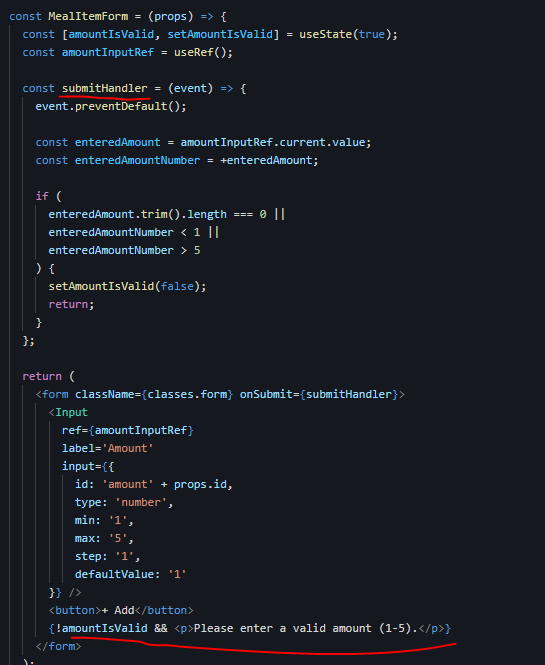 const MealItemForm = (props) => {
const [amountIsValid, setAmountIsValid] = useState(true);
const amountInputRef = useRef();
const submitHandler = (event) => {
event.preventDefault();
const enteredAmount = amountInputRef.current.value;
const enteredAmountNumber = +enteredAmount;
if (
enteredAmount.trim().length === 0 ||
enteredAmountNumber < 1 ||
enteredAmountNumber > 5
) {
setAmountIsValid(false);
return;
}
};
return (
<form className={classes.form} onSubmit={submitHandler}>
<Input
ref={amountInputRef}
label='Amount'
input={{
id: 'amount' + props.id,
type: 'number',
min: '1',
max: '5',
step: '1',
defaultValue: '1'
}} />
<button>+ Add</button>
{!amountIsValid && <p>Please enter a valid amount (1-5).</p>}
</form>
);